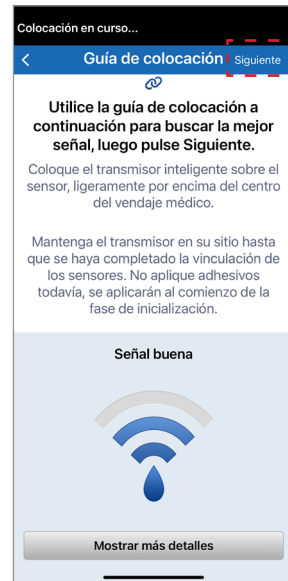 Colocación en curso...
Guía de colocación Siguiente
Utilice la guía de colocación a
continuación para buscar la mejor
señal, luego pulse Siguiente.
Coloque el transmisor inteligente sobre el
sensor, ligeramente por encima del centro
del vendaje médico.
Mantenga el transmisor en su sitio hasta
que se haya completado la vinculación de
los sensores. No aplique adhesivos
todavía, se aplicarán al comienzo de la
fase de inicialización.
Señal buena
Mostrar más detalles